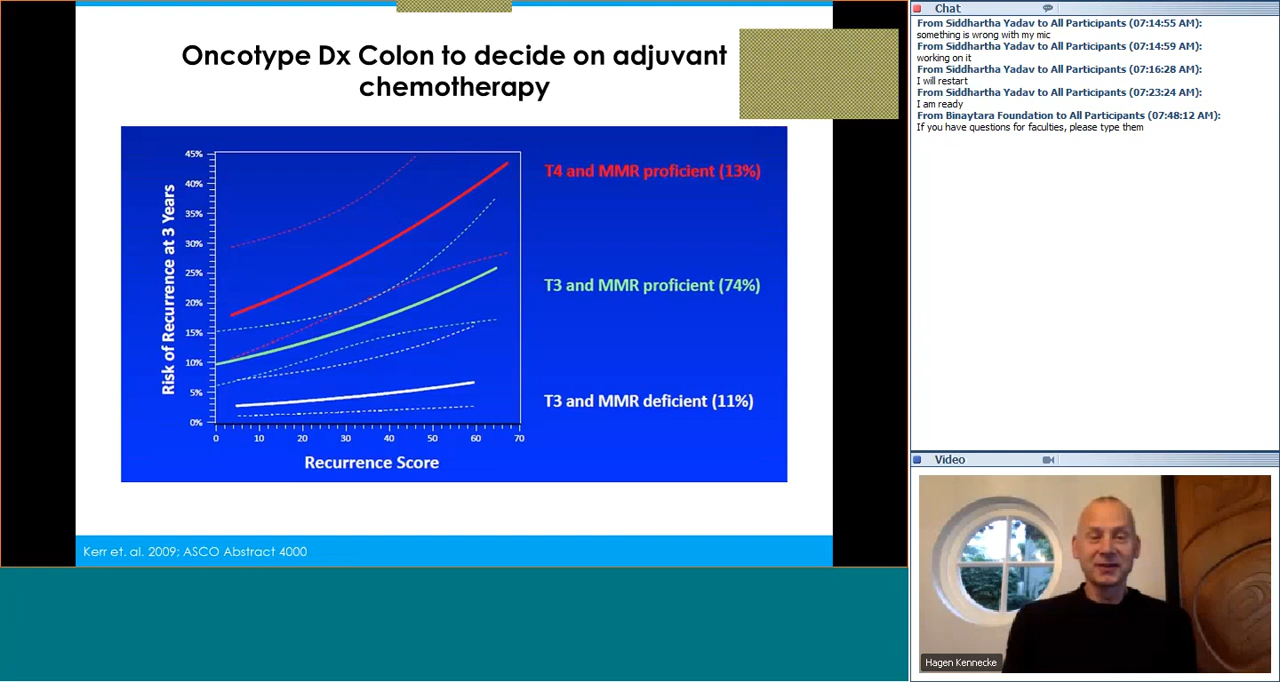 Oncotype Dx Colon to decide on adjuvant
chemotherapy
Risk of Recurrence at 3 Years
45%
40%
35%
30%
25%
20%
15%
10%
5%
0%
0 10 20 30 40 50 60 70
Recurrence Score
T4 and MMR proficient (13%)
T3 and MMR proficient (74%)
T3 and MMR deficient (11%)
Kerr et. al. 2009; ASCO Abstract 4000
Chat
From Siddhartha Yadav to All Participants (07:14:55 AM):
something is wrong with my mic
From Siddhartha Yadav to All Participants (07:14:59 AM):
working on it
From Siddhartha Yadav to All Participants (07:16:28 AM):
I will restart
From Siddhartha Yadav to All Participants (07:23:24 AM):
I am ready
From Binaytara Foundation to All Participants (07:48:12 AM):
If you have questions for faculties, please type them
Video
Hagen Kennecke